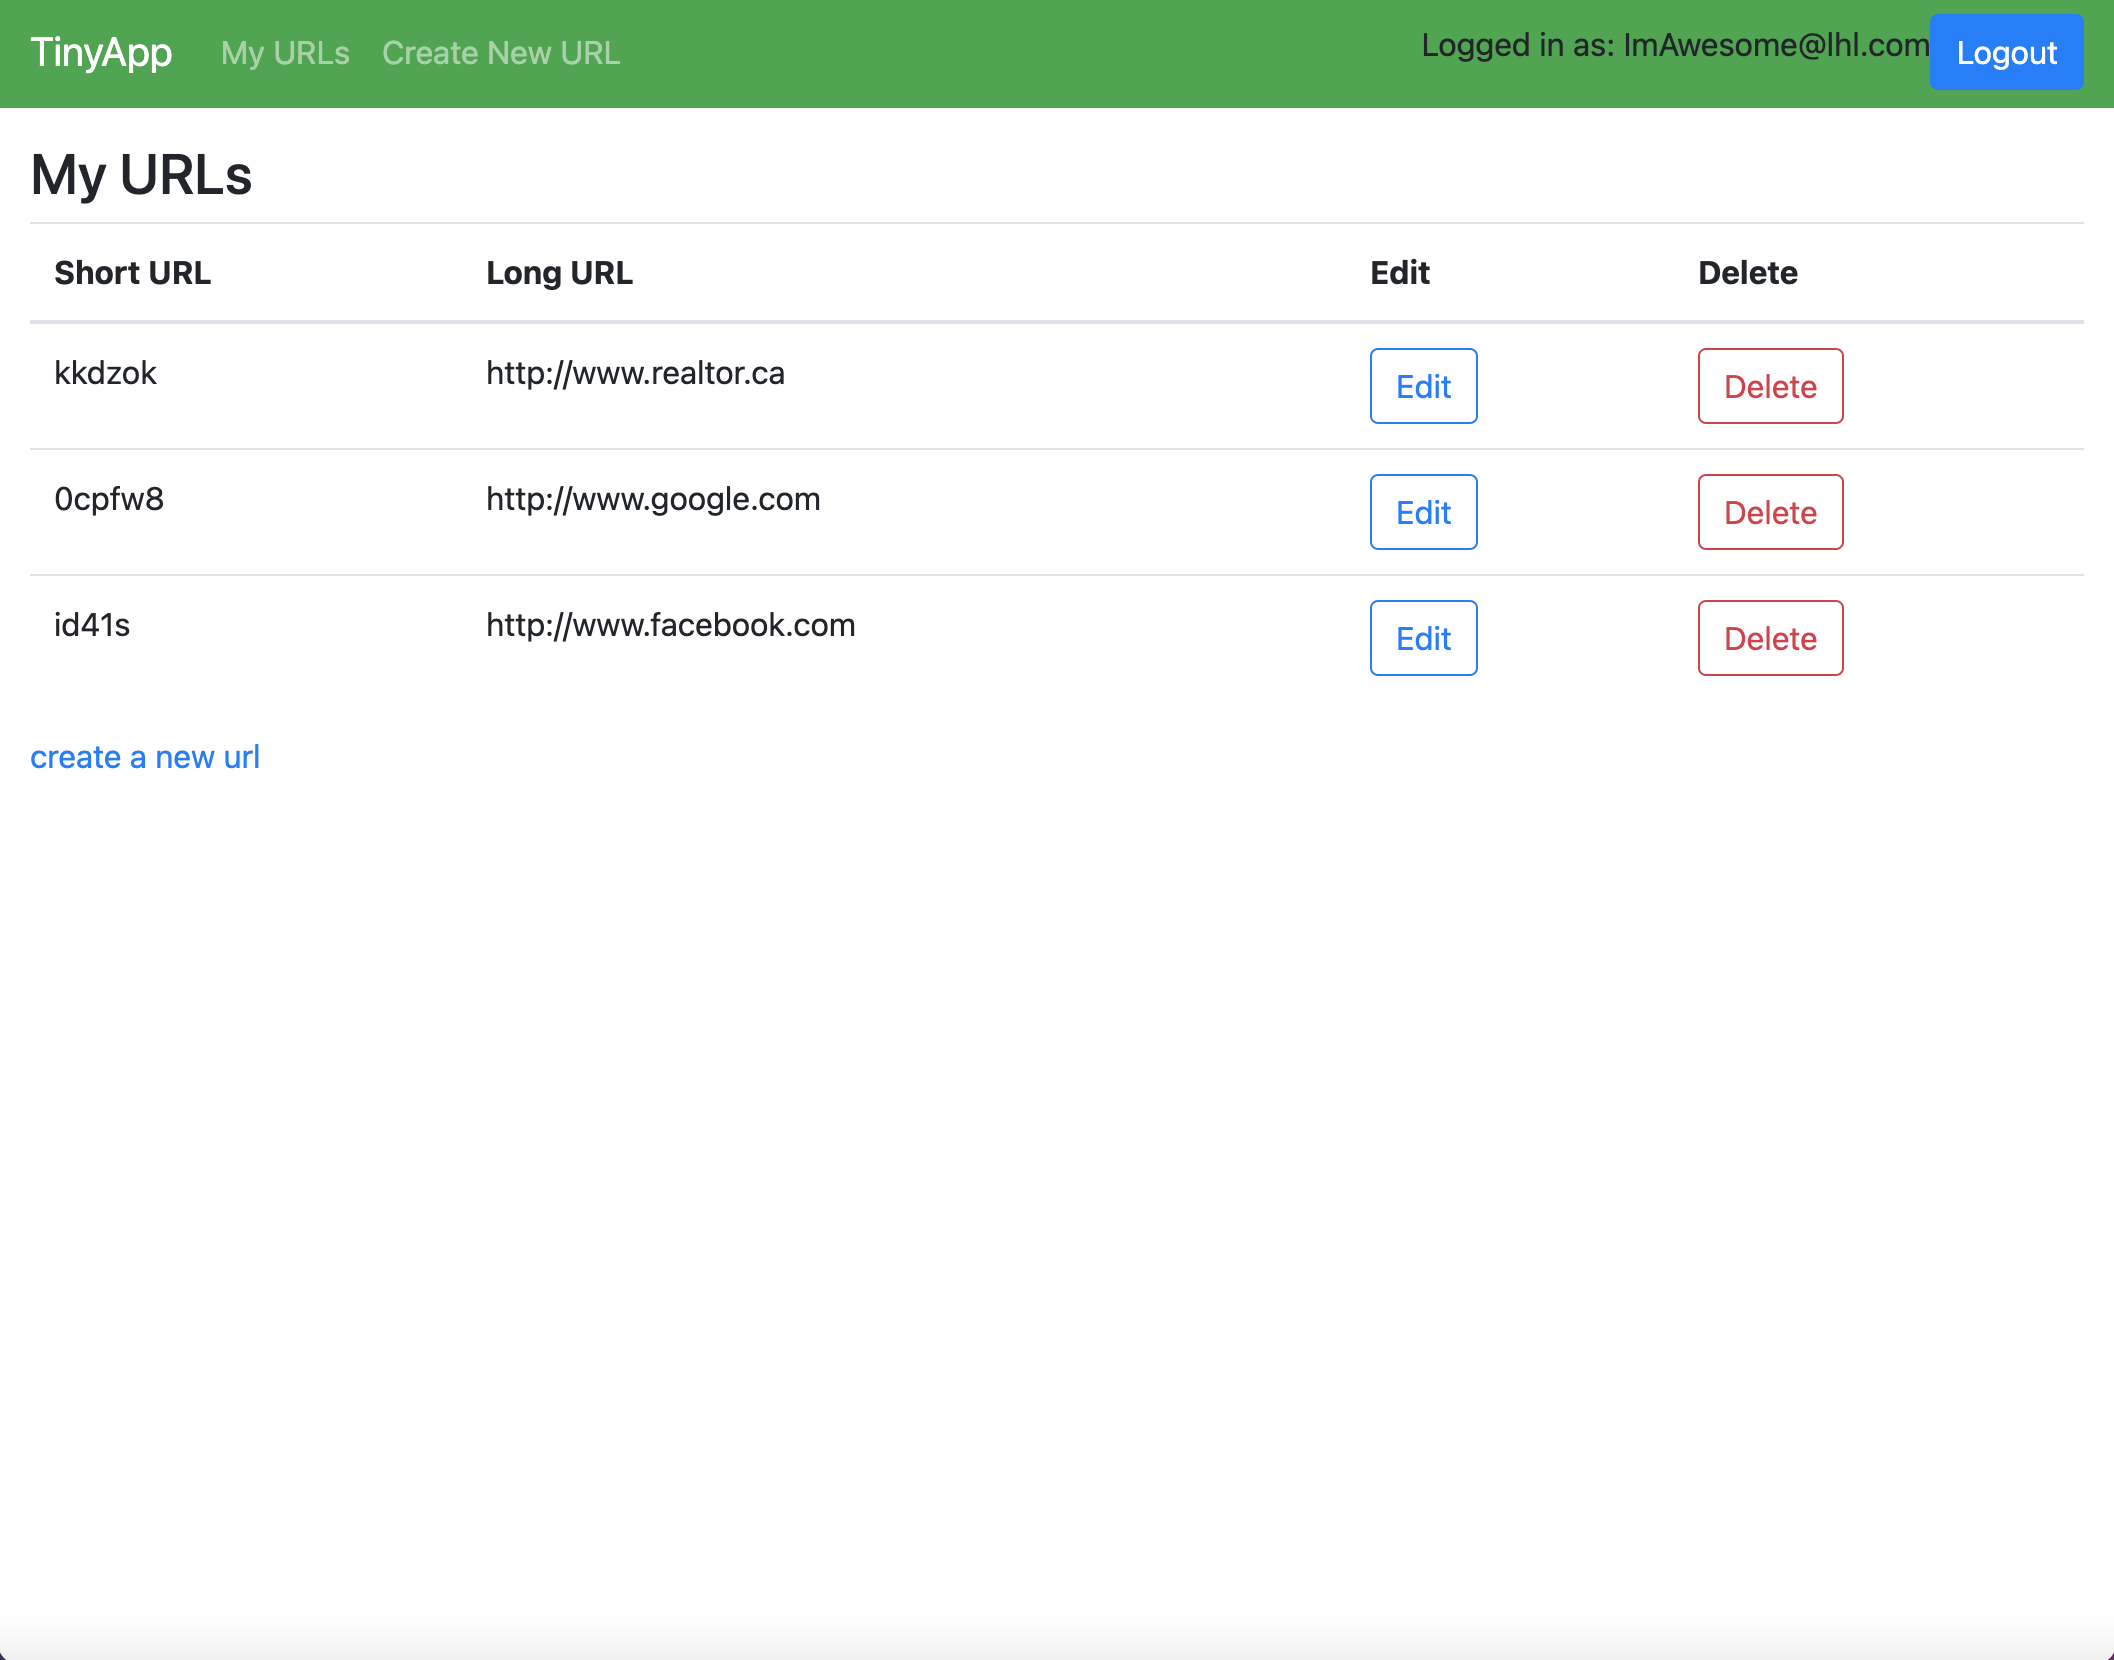 TinyApp My URLs Create New URL Logged in as: ImAwesome@lhl.com Logout
My URLs
Short URL Long URL Edit Delete
kkdzok http://www.realtor.ca Edit Delete
0cpfw8 http://www.google.com Edit Delete
id41s http://www.facebook.com Edit Delete
create a new url